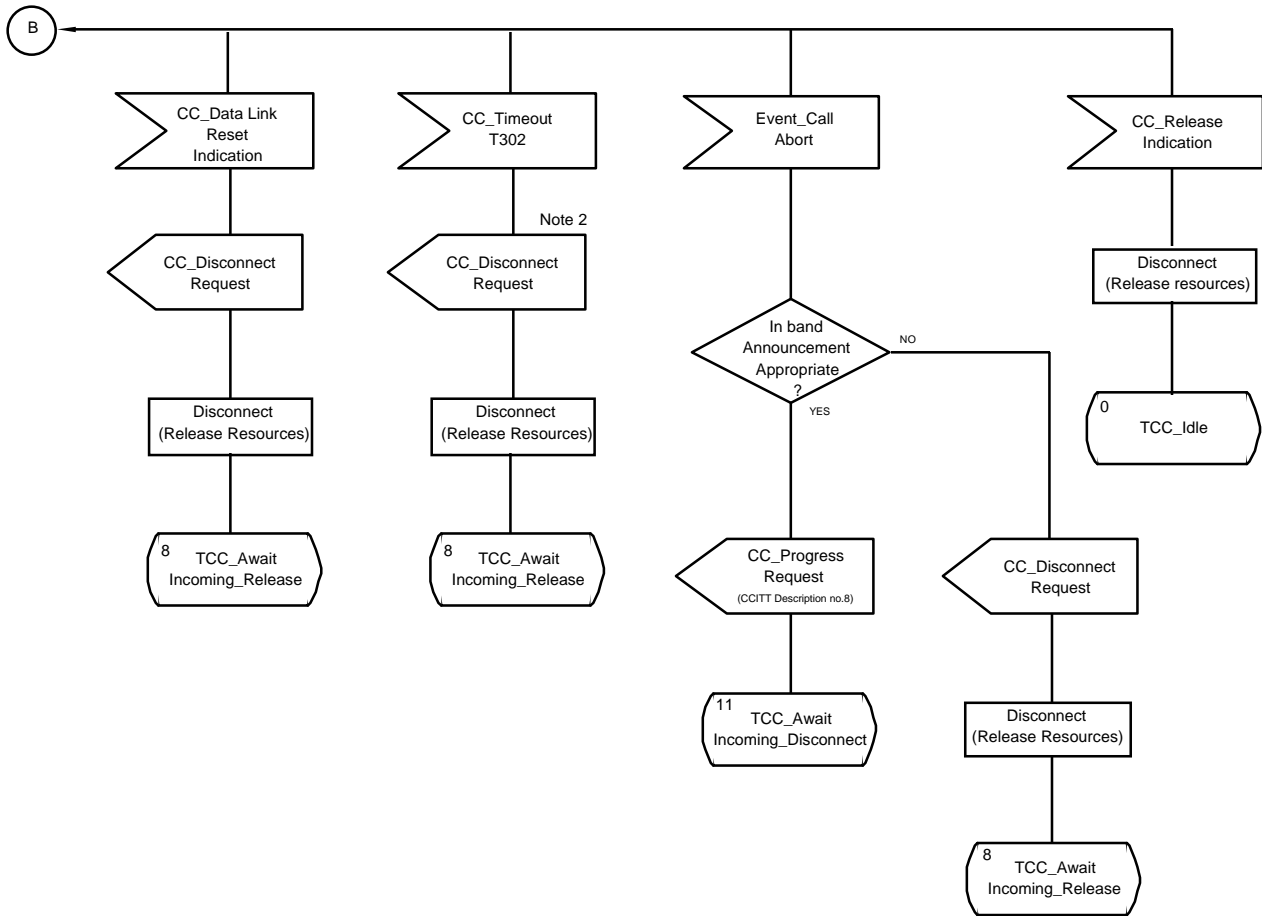 B
CC_Data Link
Reset
Indication
CC_Timeout
T302
Event_Call
Abort
CC_Release
Indication
CC_Disconnect
Request
Note 2
CC_Disconnect
Request
In band
Announcement
Appropriate
?
NO
YES
Disconnect
(Release resources)
Disconnect
(Release Resources)
Disconnect
(Release Resources)
0
TCC_Idle
8
TCC_Await
Incoming_Release
8
TCC_Await
Incoming_Release
CC_Progress
Request
(CCITT Description no.8)
CC_Disconnect
Request
11
TCC_Await
Incoming_Disconnect
Disconnect
(Release Resources)
8
TCC_Await
Incoming_Release